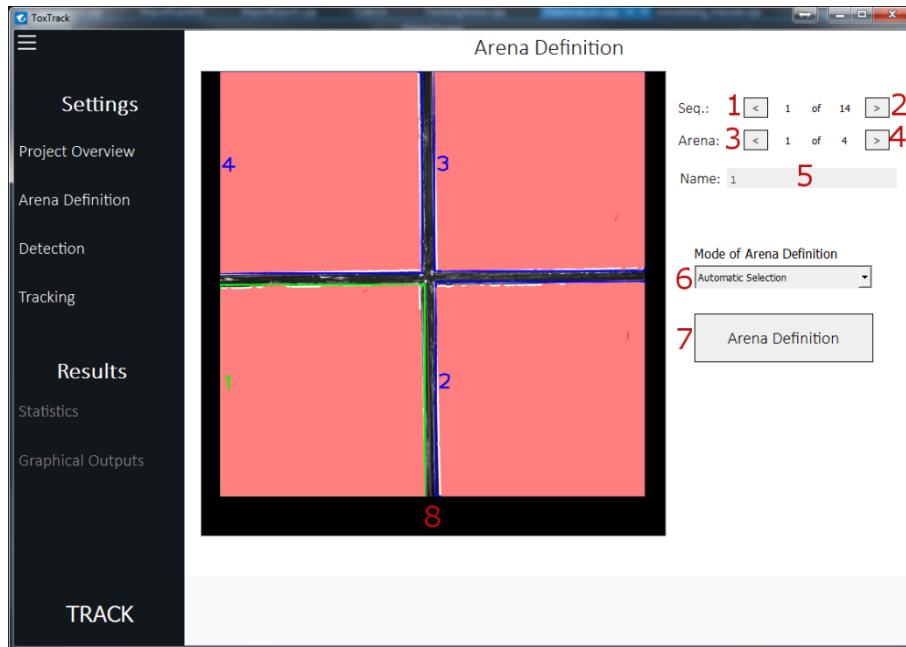 ToxTrack
Arena Definition
Settings
Project Overview
Arena Definition
Detection
Tracking
Results
Statistics
Graphical Outputs
TRACK
4
3
1
2
8
Seq.: 1 < 1 of 14 > 2
Arena: 3 < 1 of 4 > 4
Name: 1 5
Mode of Arena Definition
6 Automatic Selection
7 Arena Definition